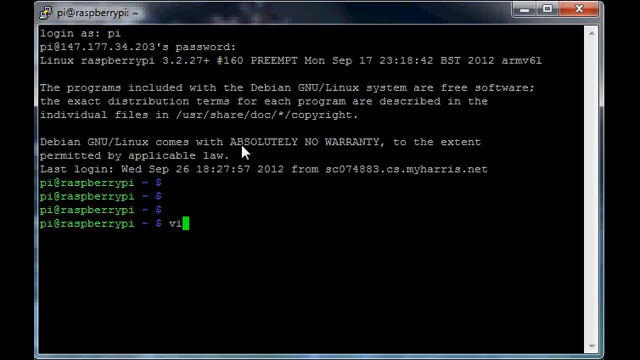 pi@raspberrypi: ~
login as: pi
pi@147.177.34.203's password:
Linux raspberrypi 3.2.27+ #160 PREEMPT Mon Sep 17 23:18:42 BST 2012 armv6l
The programs included with the Debian GNU/Linux system are free software;
the exact distribution terms for each program are described in the
individual files in /usr/share/doc/*/copyright.
Debian GNU/Linux comes with ABSOLUTELY NO WARRANTY, to the extent
permitted by applicable law.
Last login: Wed Sep 26 18:27:57 2012 from sc074883.cs.myharris.net
pi@raspberrypi ~ $
pi@raspberrypi ~ $
pi@raspberrypi ~ $
pi@raspberrypi ~ $ vi